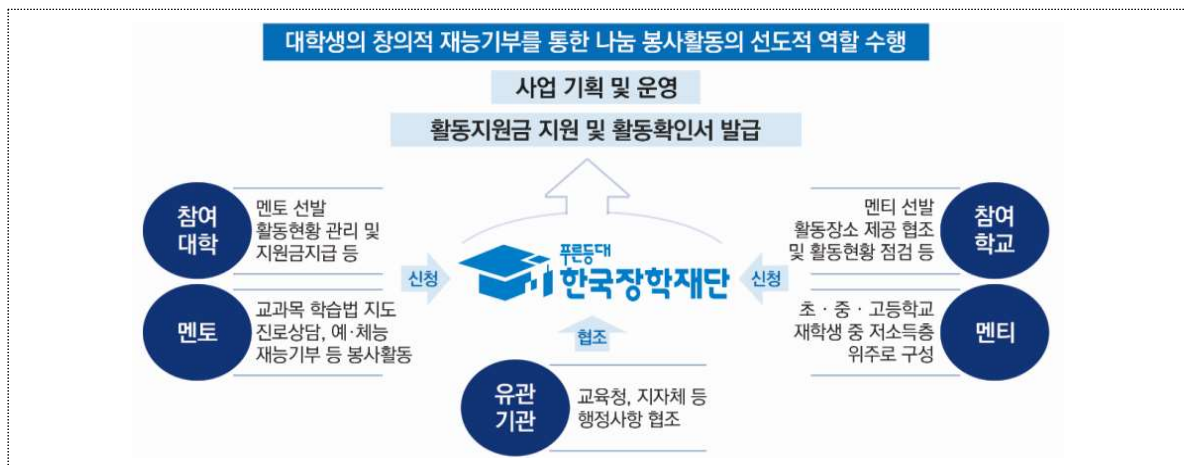 대학생의 창의적 재능기부를 통한 나눔 봉사활동의 선도적 역할 수행
사업 기획 및 운영
활동지원금 지원 및 활동확인서 발급
참여
대학
멘토 선발
활동현황 관리 및
지원금지급 등
신청
멘토
교과목 학습법 지도
진로상담, 예·체능
재능기부 등 봉사활동
푸른등대
한국장학재단
협조
유관
기관
교육청, 지자체 등
행정사항 협조
멘티 선발
활동장소 제공 협조
및 활동현황 점검 등
참여
학교
신청
초·중·고등학교
재학생 중 저소득층
위주로 구성
멘티